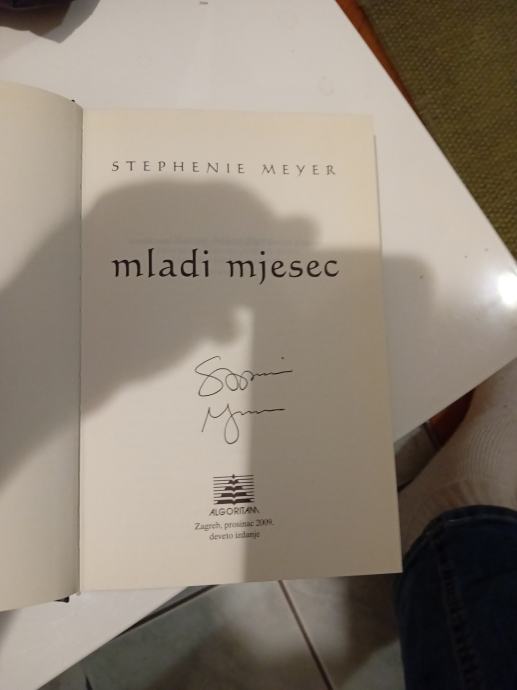 STEPHENIE MEYER
mladi mjesec
ALGORITAM
Zagreb, prosinac 2009.
deveto izdanje